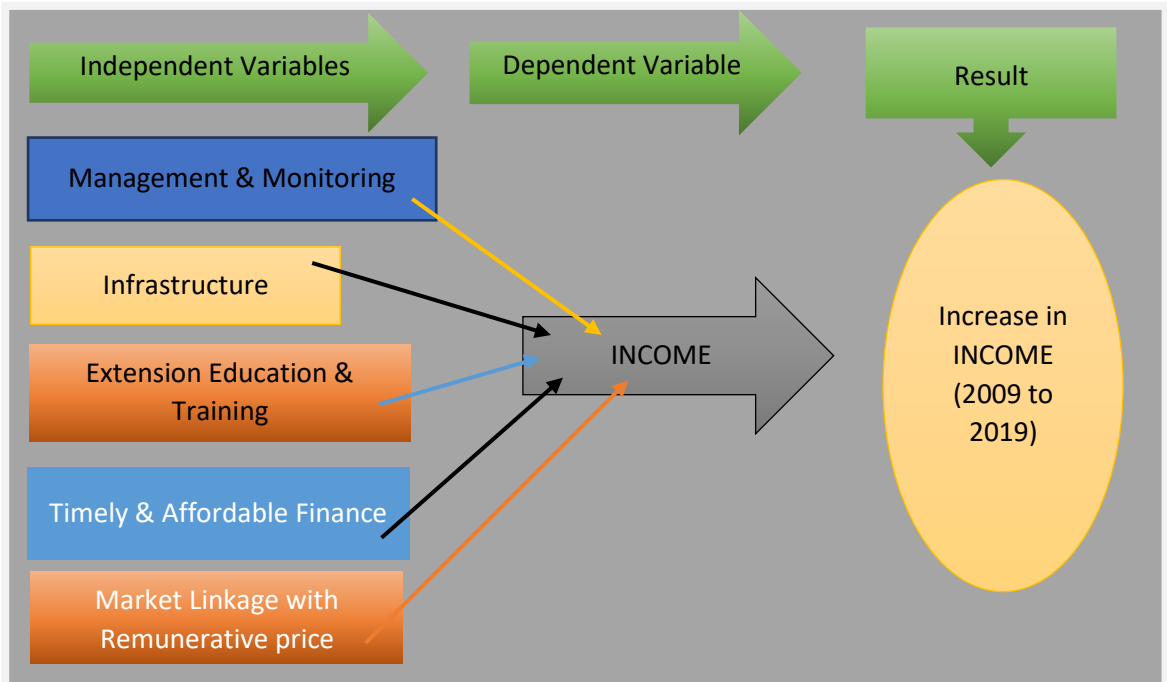 Independent Variables
Dependent Variable
Result
Management & Monitoring
Infrastructure
Extension Education &
Training
Timely & Affordable Finance
Market Linkage with
Remunerative price
INCOME
Increase in
INCOME
(2009 to
2019)